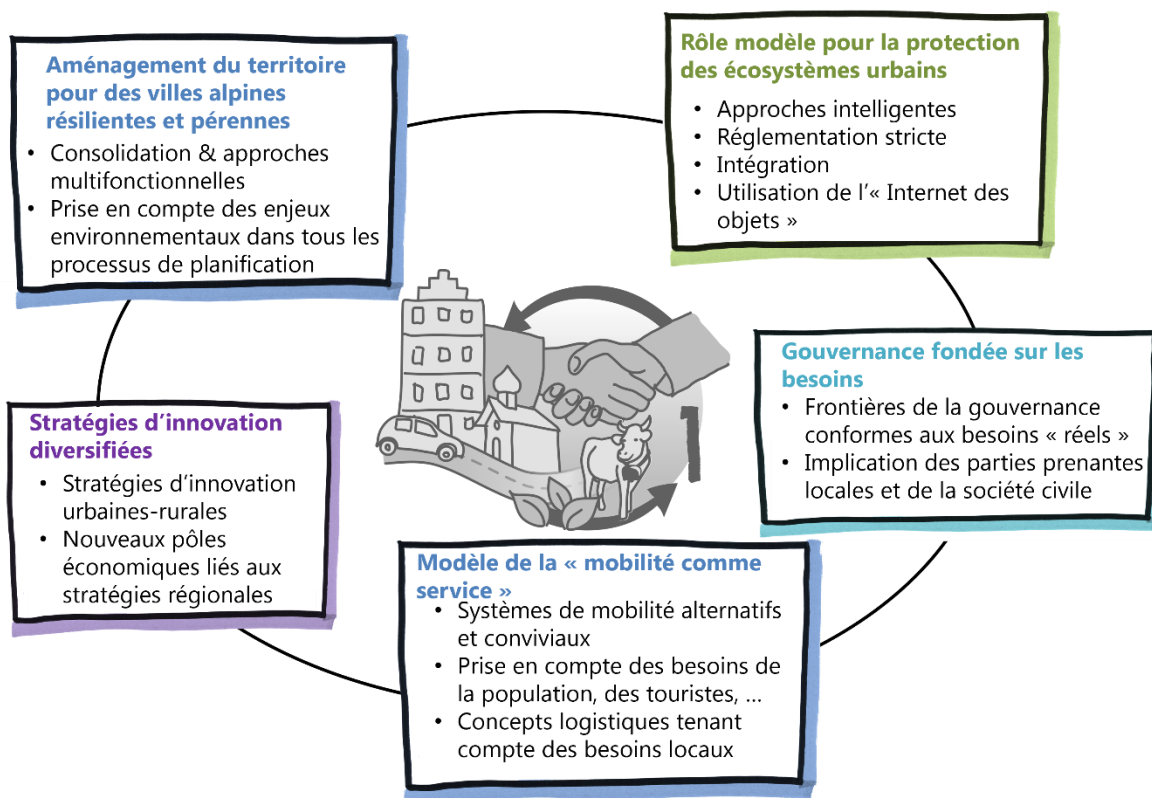 Aménagement du territoire
pour des villes alpines
résilientes et pérennes
• Consolidation & approches
multifonctionnelles
• Prise en compte des enjeux
environnementaux dans tous les
processus de planification
Rôle modèle pour la protection
des écosystèmes urbains
• Approches intelligentes
• Réglementation stricte
• Intégration
• Utilisation de l'« Internet des
objets »
Gouvernance fondée sur les
besoins
• Frontières de la gouvernance
conformes aux besoins « réels »
• Implication des parties prenantes
locales et de la société civile
Modèle de la « mobilité comme
service »
• Systèmes de mobilité alternatifs
et conviviaux
• Prise en compte des besoins de
la population, des touristes, ...
• Concepts logistiques tenant
compte des besoins locaux
Stratégies d'innovation
diversifiées
• Stratégies d'innovation
urbaines-rurales
• Nouveaux pôles
économiques liés aux
stratégies régionales
1